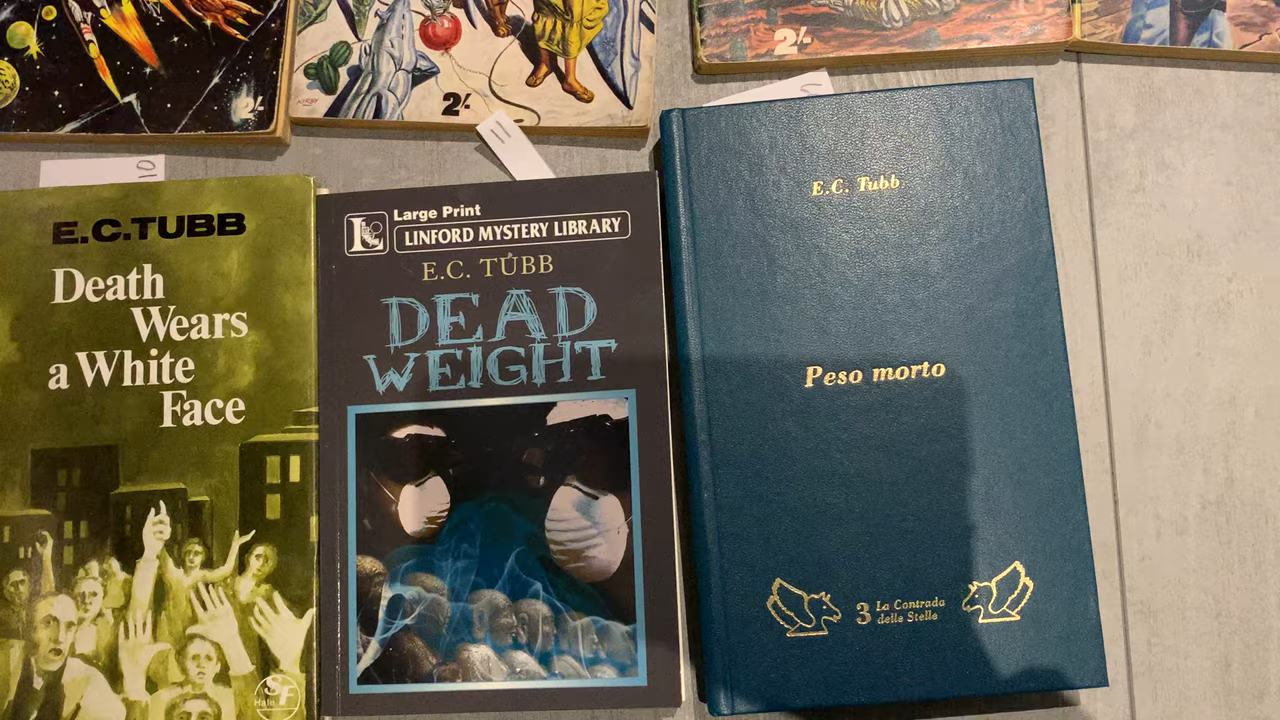 2/-
KIRBY
2/-
2/-
10
11
E.C.TUBB
Death
Wears
a White
Face
SF
Hale
L
Large Print
LINFORD MYSTERY LIBRARY
E.C. TUBB
DEAD
WEIGHT
E.C. Tubb
Peso morto
3 La Contrada
delle Stelle